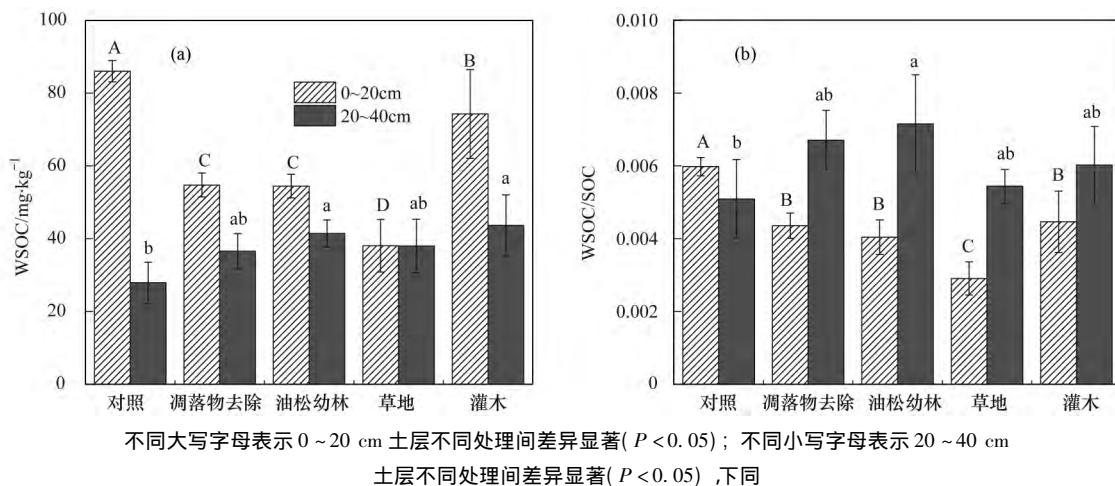 100
80
60
40
20
0
WSOC/mg·kg⁻¹
(a)
0~20cm
20~40cm
A
b
C
ab
C
a
D
ab
B
a
对照
凋落物去除
油松幼林
草地
灌木
0.010
0.008
0.006
0.004
0.002
0
WSOC/SOC
(b)
A
b
B
ab
B
a
C
ab
B
ab
对照
凋落物去除
油松幼林
草地
灌木
不同大写字母表示 0 ~ 20 cm 土层不同处理间差异显著( P < 0. 05) ; 不同小写字母表示 20 ~ 40 cm
土层不同处理间差异显著( P < 0. 05) ,下同